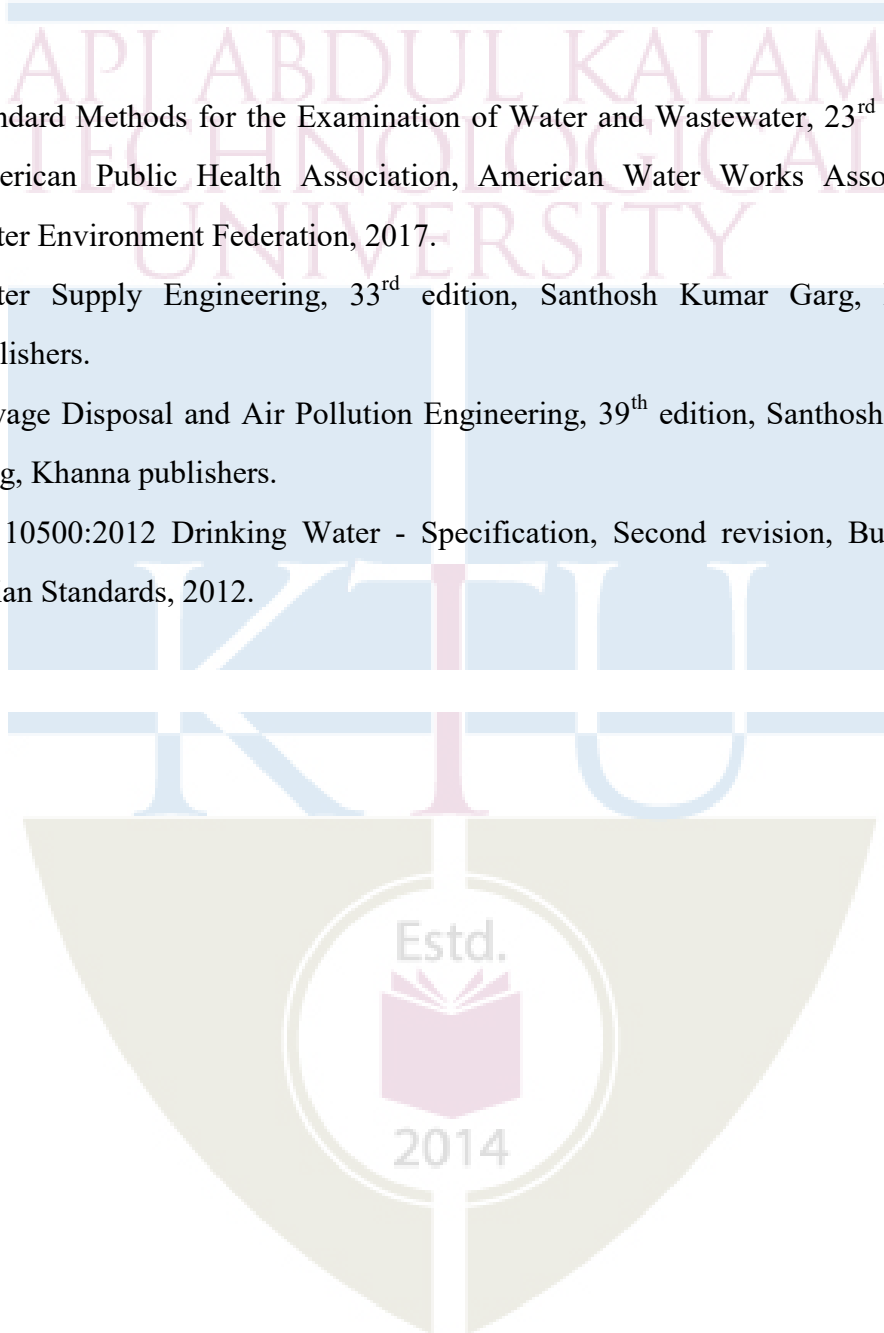 API ABDUL KALAM
ndard Methods for the Examination of Water and Wastewater, 23rd
TECHNOLOGICAL
erican Public Health Association, American Water Works Asso
UNIVERSITY
ter Environment Federation, 2017.
ter Supply Engineering, 33rd edition, Santhosh Kumar Garg,
lishers.
vage Disposal and Air Pollution Engineering, 39th edition, Santhosh
g, Khanna publishers.
10500:2012 Drinking Water - Specification, Second revision, Bu
ian Standards, 2012.
KTU
Estd.
2014